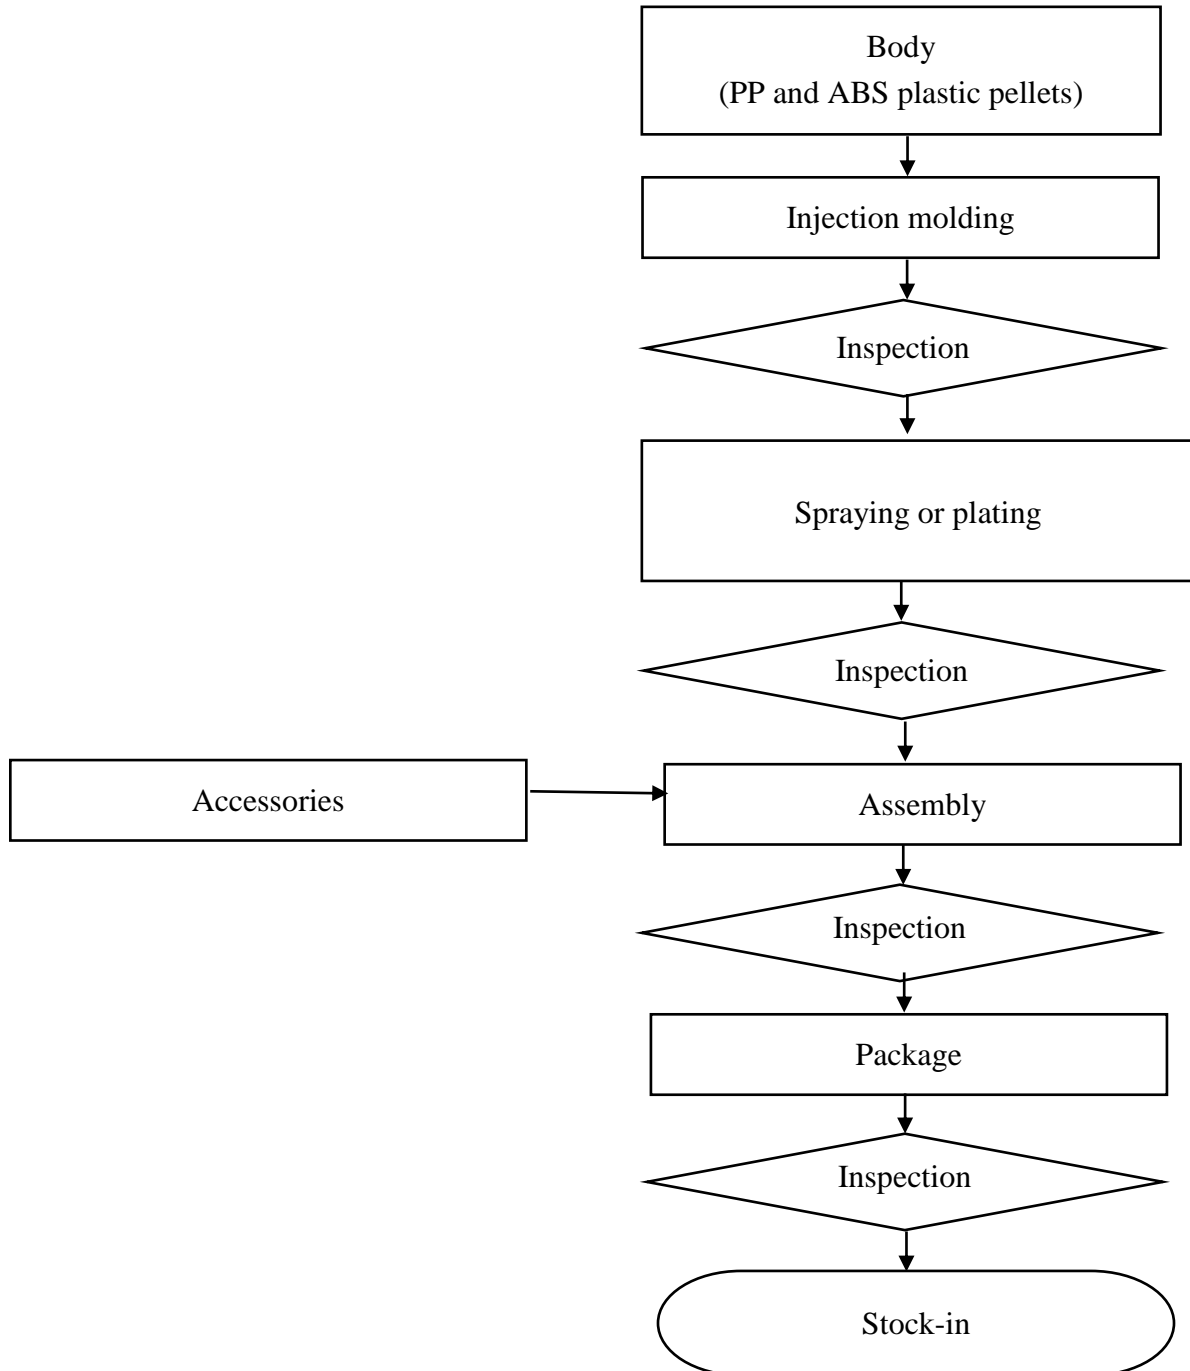 Body
(PP and ABS plastic pellets)
Injection molding
Inspection
Spraying or plating
Inspection
Accessories
Assembly
Inspection
Package
Inspection
Stock-in